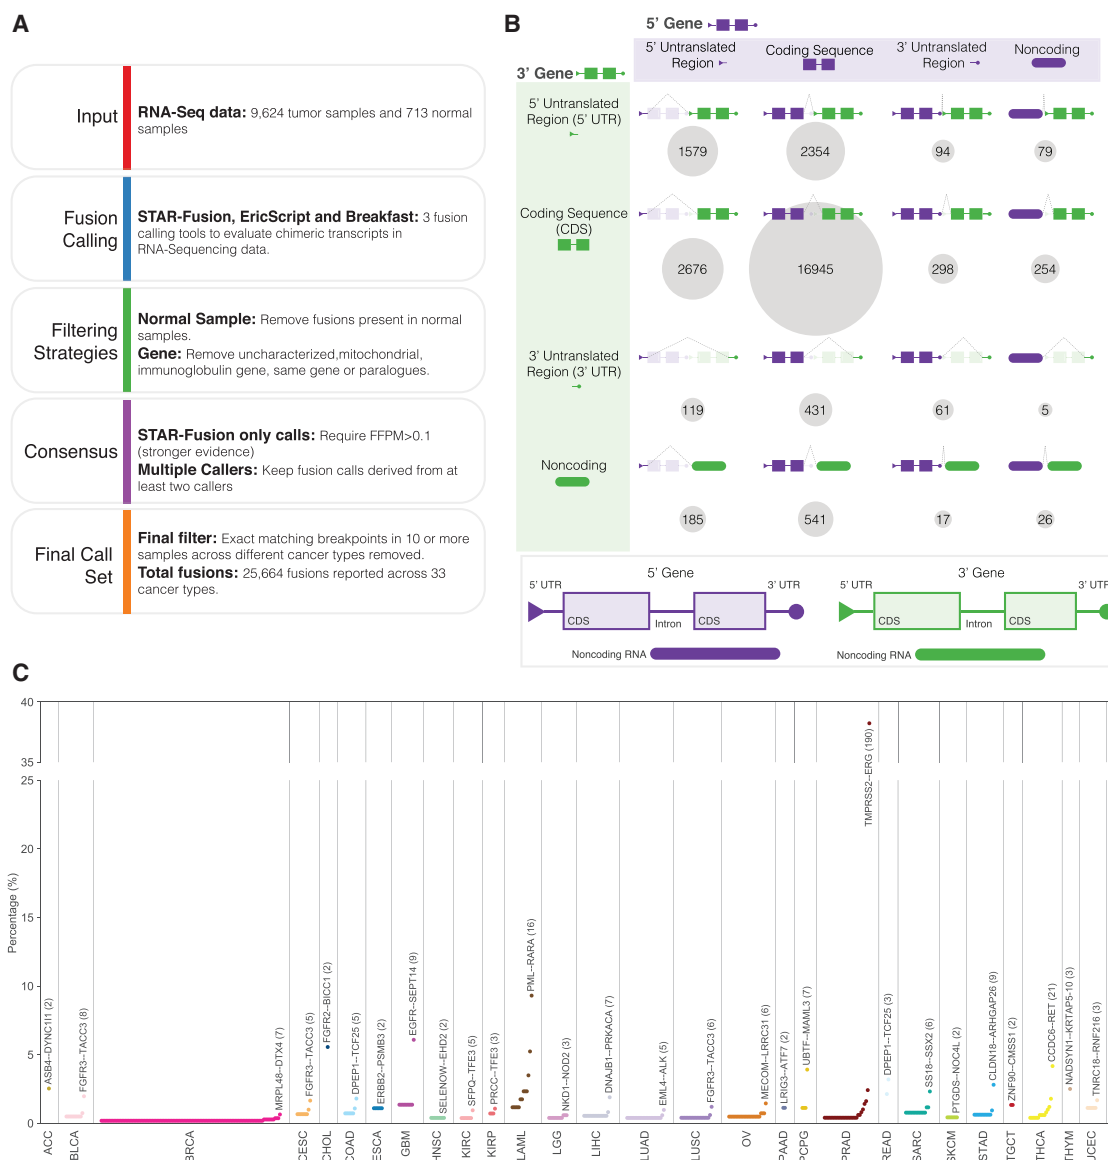 A
Input
RNA-Seq data: 9,624 tumor samples and 713 normal
samples
Fusion
Calling
STAR-Fusion, EricScript and Breakfast: 3 fusion
calling tools to evaluate chimeric transcripts in
RNA-Sequencing data.
Filtering
Strategies
Normal Sample: Remove fusions present in normal
samples.
Gene: Remove uncharacterized,mitochondrial,
immunoglobulin gene, same gene or paralogues.
Consensus
STAR-Fusion only calls: Require FFPM>0.1
(stronger evidence)
Multiple Callers: Keep fusion calls derived from at
least two callers
Final Call
Set
Final filter: Exact matching breakpoints in 10 or more
samples across different cancer types removed.
Total fusions: 25,664 fusions reported across 33
cancer types.
B
5' Gene
5' Untranslated
Region
Coding Sequence
3' Untranslated
Region
Noncoding
3' Gene
5' Untranslated
Region (5' UTR)
1579
2354
94
79
Coding Sequence
(CDS)
2676
16945
298
254
3' Untranslated
Region (3' UTR)
119
431
61
5
Noncoding
185
541
17
26
5' Gene
5' UTR
3' UTR
CDS
Intron
CDS
Noncoding RNA
3' Gene
5' UTR
3' UTR
CDS
Intron
CDS
Noncoding RNA
C
Percentage (%)
40
35
25
20
15
10
5
0
ASB4--DYNC1I1 (2)
FGFR3--TACC3 (8)
MRPL48--DTX4 (7)
FGFR3--TACC3 (5)
FGFR2--BICC1 (2)
DPEP1--TCF25 (5)
ERBB2--PSMB3 (2)
EGFR--SEPT14 (9)
SELENOW--EHD2 (2)
SFPQ--TFE3 (5)
PRCC--TFE3 (3)
PML--RARA (16)
NKD1--NOD2 (3)
DNAJB1--PRKACA (7)
EML4--ALK (5)
FGFR3--TACC3 (6)
MECOM--LRRC31 (6)
LRIG3--ATF7 (2)
UBTF--MAML3 (7)
TMPRSS2--ERG (190)
DPEP1--TCF25 (3)
SS18--SSX2 (6)
PTGDS--NOC4L (2)
CLDN18--ARHGAP26 (9)
ZNF90--CMSS1 (2)
CCDC6--RET (21)
NADSYN1--KRTAP5-10 (3)
TNRC18--RNF216 (3)
ACC
BLCA
BRCA
CESC
CHOL
COAD
ESCA
GBM
HNSC
KIRC
KIRP
LAML
LGG
LIHC
LUAD
LUSC
OV
PAAD
PCPG
PRAD
READ
SARC
SKCM
STAD
TGCT
THCA
THYM
UCEC